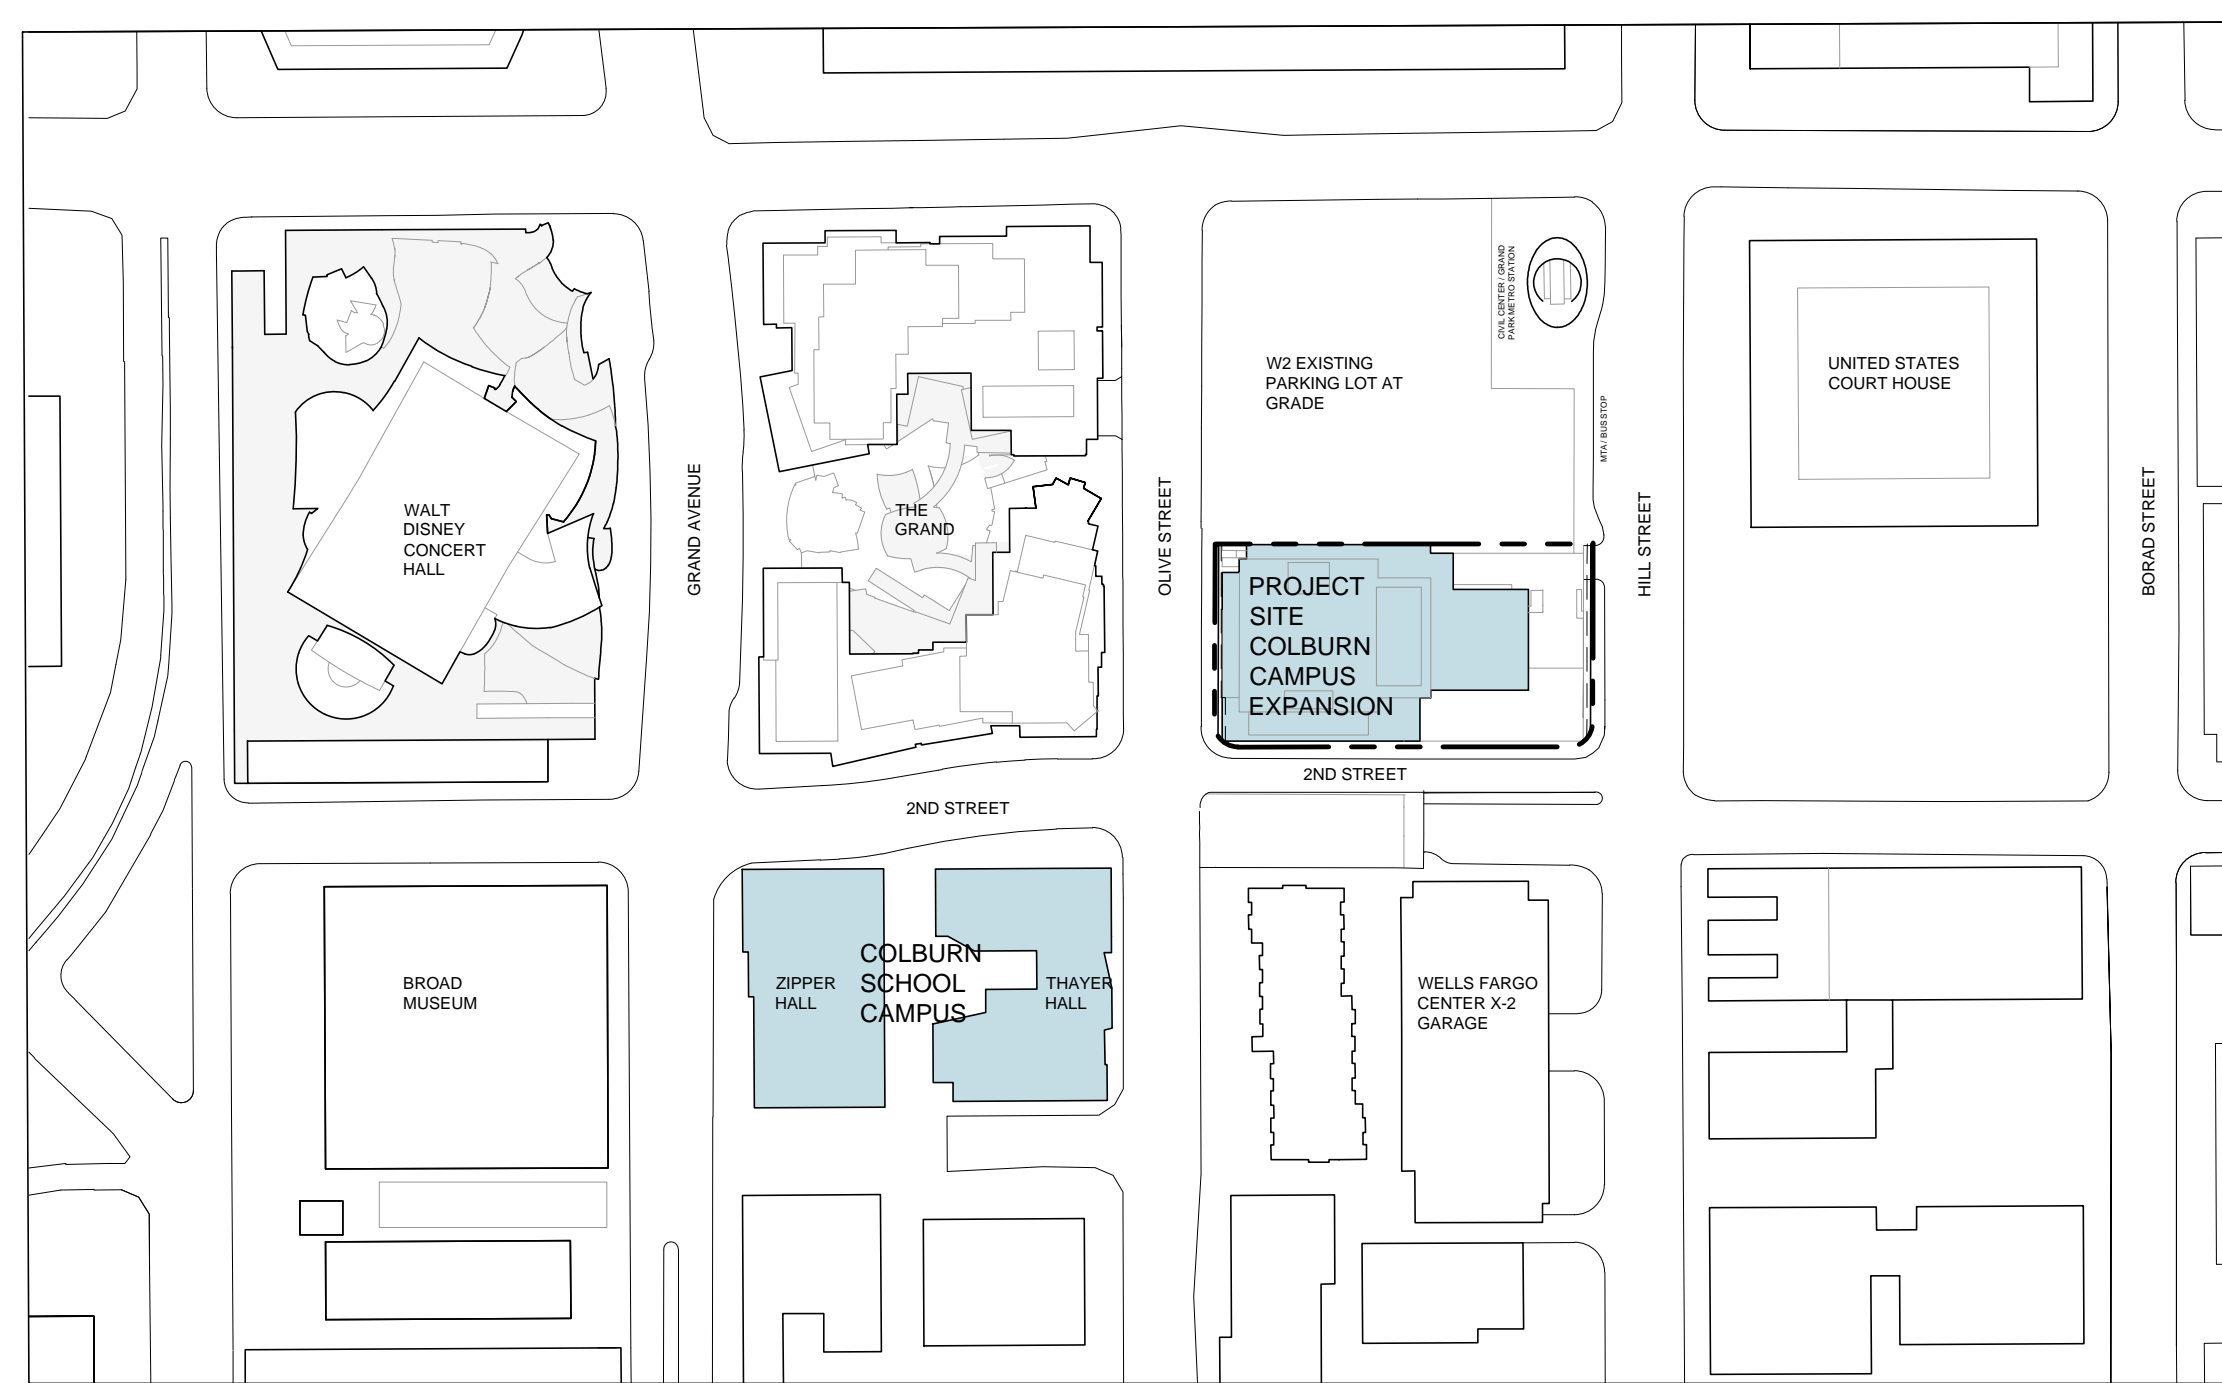 CIVIL CENTER / GRAND
PARK METRO STATION
W2 EXISTING
PARKING LOT AT
GRADE
UNITED STATES
COURT HOUSE
MTA / BUS STOP
WALT
DISNEY
CONCERT
HALL
GRAND AVENUE
THE
GRAND
OLIVE STREET
HILL STREET
BORAD STREET
PROJECT
SITE
COLBURN
CAMPUS
EXPANSION
2ND STREET
2ND STREET
BROAD
MUSEUM
ZIPPER
HALL
COLBURN
SCHOOL
CAMPUS
THAYER
HALL
WELLS FARGO
CENTER X-2
GARAGE